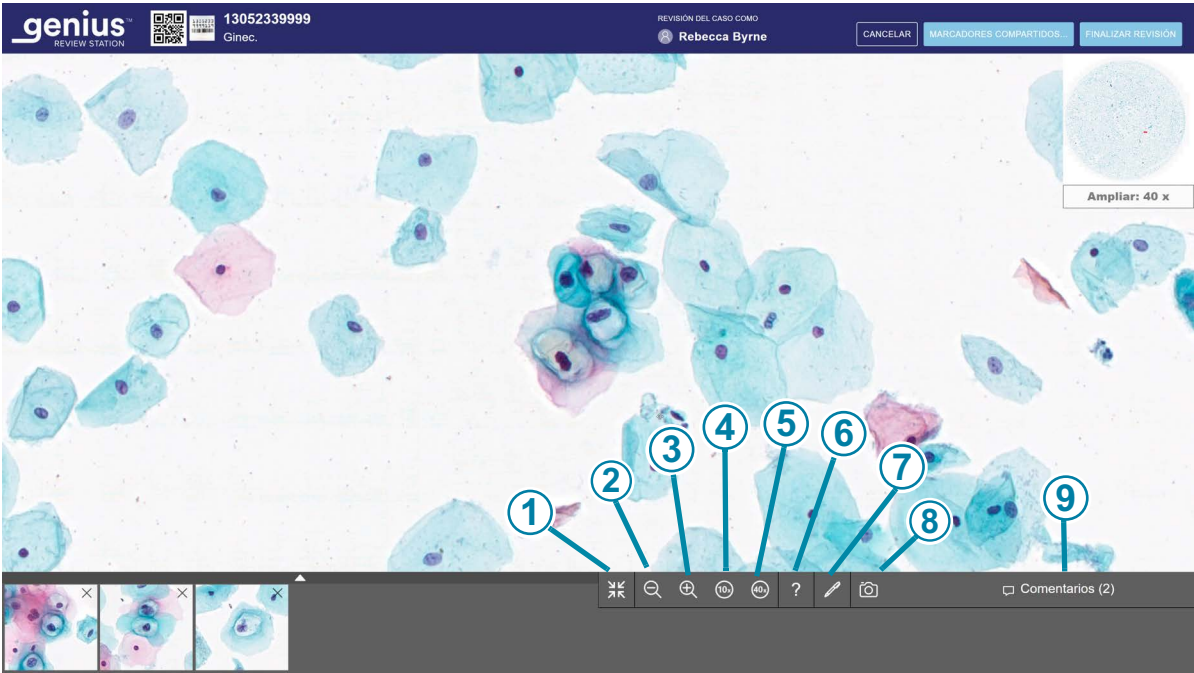 genius™
REVIEW STATION
13052339999
Ginec.
REVISIÓN DEL CASO COMO
Rebecca Byrne
CANCELAR
MARCADORES COMPARTIDOS...
FINALIZAR REVISIÓN
Ampliar: 40 x
1
2
3
4
5
6
7
8
9
10x
40x
?
Comentarios (2)